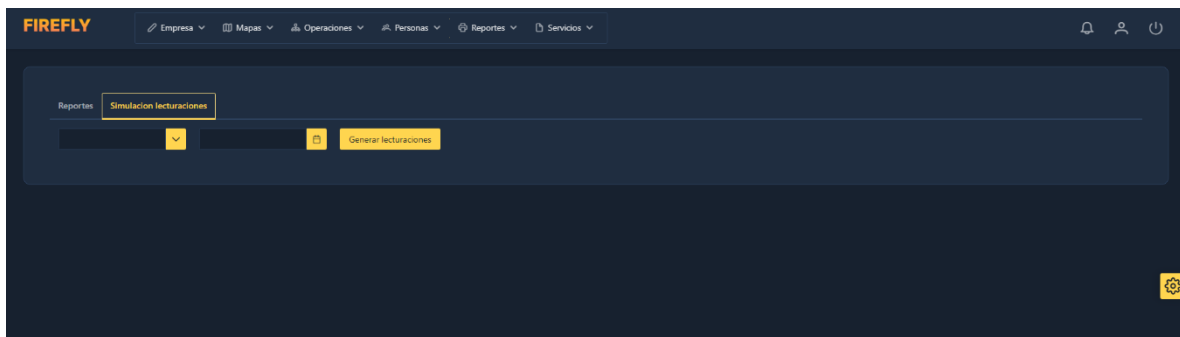 FIREFLY Empresa Mapas Operaciones Personas Reportes Servicios
Reportes Simulacion lecturaciones
Generar lecturaciones